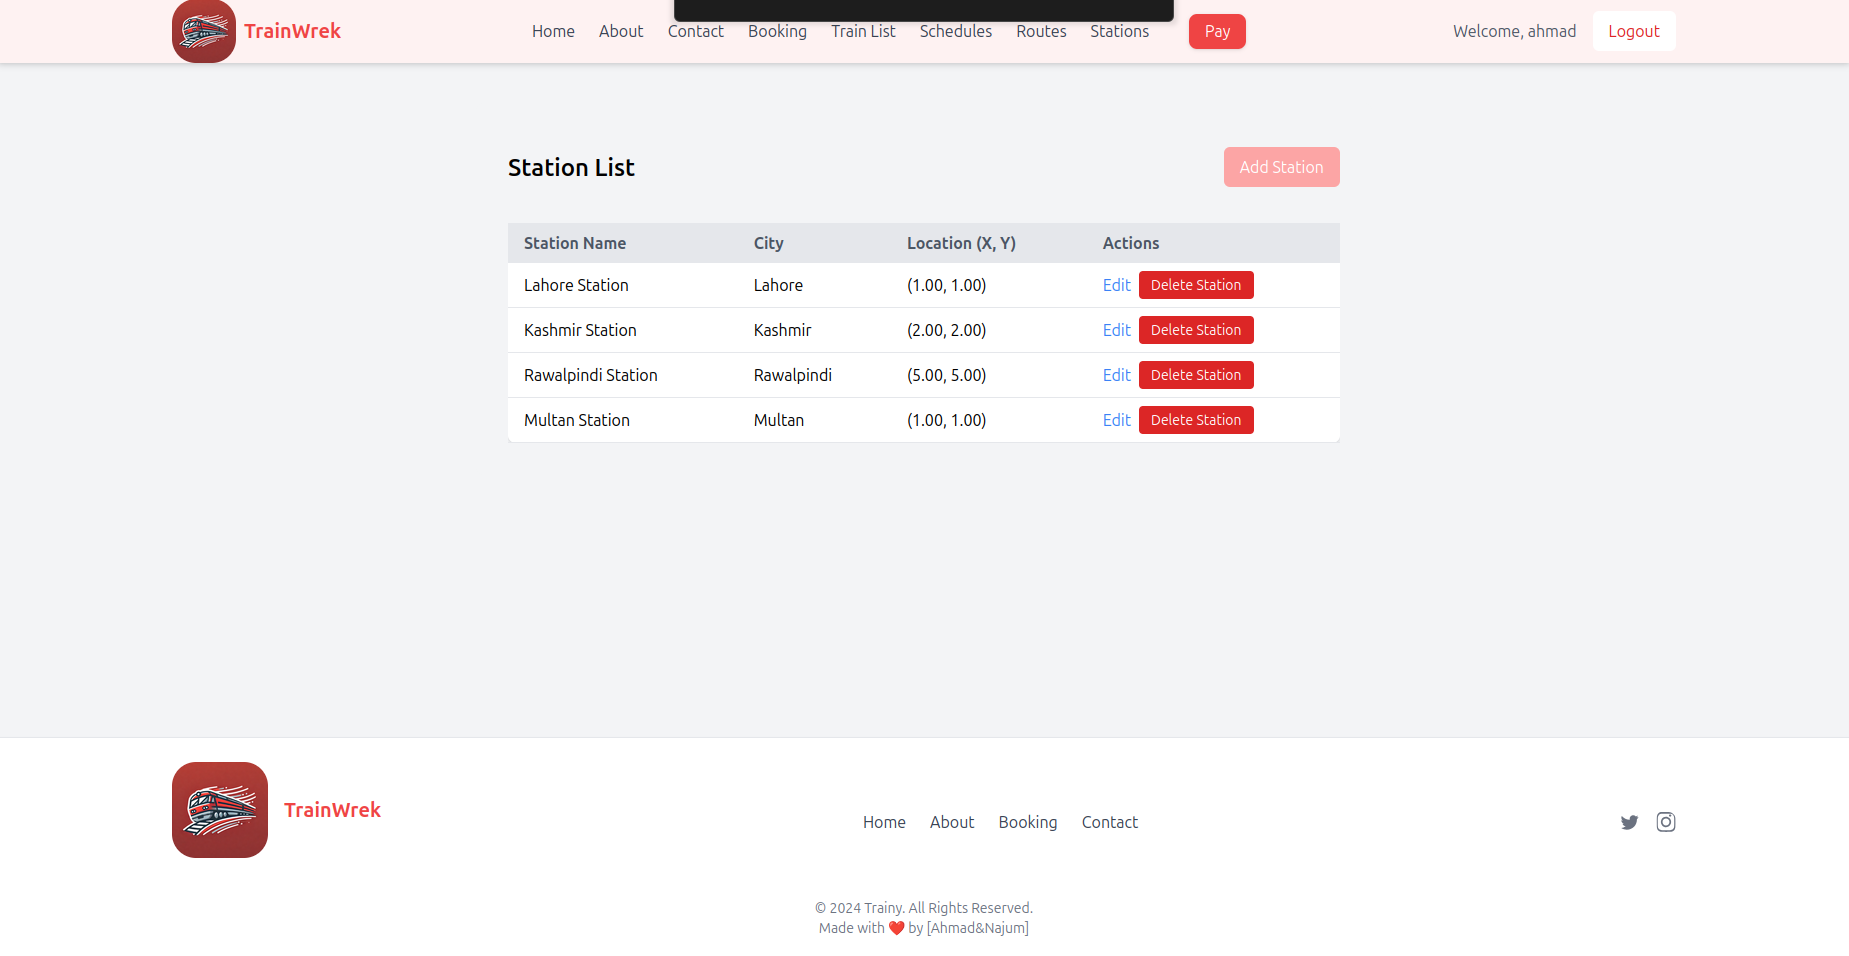 TrainWrek Home About Contact Booking Train List Schedules Routes Stations Pay Welcome, ahmad Logout
Station List Add Station
Station Name City Location (X, Y) Actions
Lahore Station Lahore (1.00, 1.00) Edit Delete Station
Kashmir Station Kashmir (2.00, 2.00) Edit Delete Station
Rawalpindi Station Rawalpindi (5.00, 5.00) Edit Delete Station
Multan Station Multan (1.00, 1.00) Edit Delete Station
TrainWrek
Home About Booking Contact
© 2024 Trainy. All Rights Reserved.
Made with ❤️ by [Ahmad&Najum]